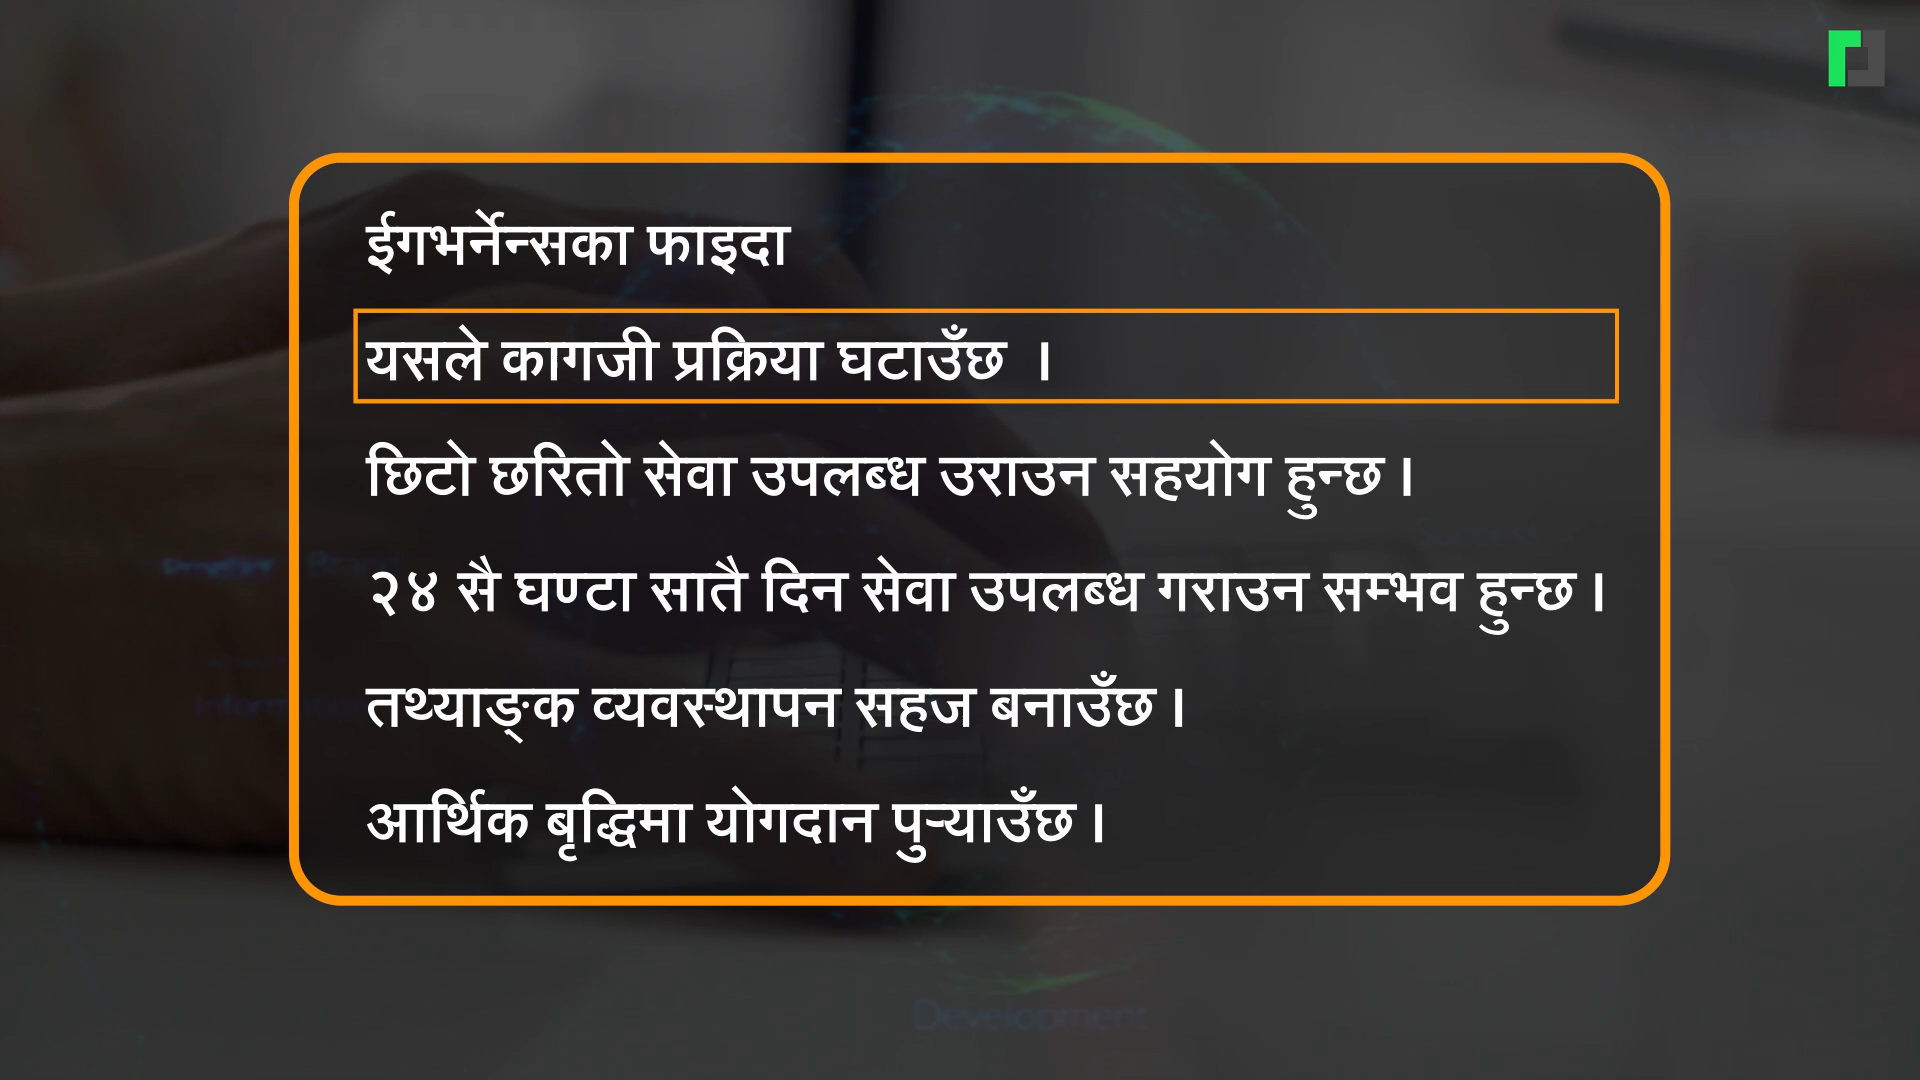 ईगभर्नेन्सका फाइदा
यसले कागजी प्रक्रिया घटाउँछ ।
छिटो छरितो सेवा उपलब्ध उराउन सहयोग हुन्छ ।
२४ सै घण्टा सातै दिन सेवा उपलब्ध गराउन सम्भव हुन्छ ।
तथ्याङ्क व्यवस्थापन सहज बनाउँछ ।
आर्थिक बृद्धिमा योगदान पुऱ्याउँछ ।
Development